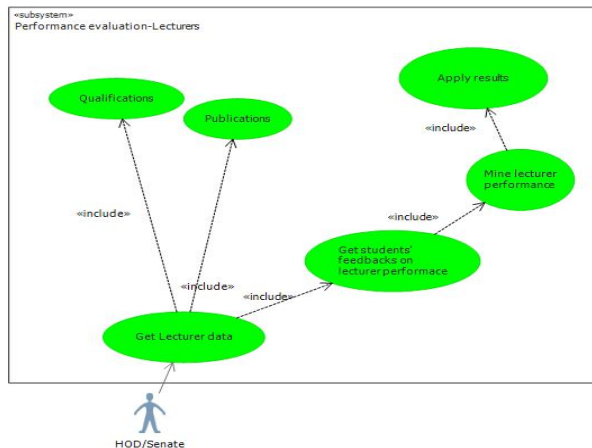 «subsystem»
Performance evaluation-Lecturers
Apply results
Qualifications
Publications
«include»
Mine lecturer
performance
«include»
«include»
Get students'
feedbacks on
lecturer performace
«include»
«include»
Get Lecturer data
HOD/Senate